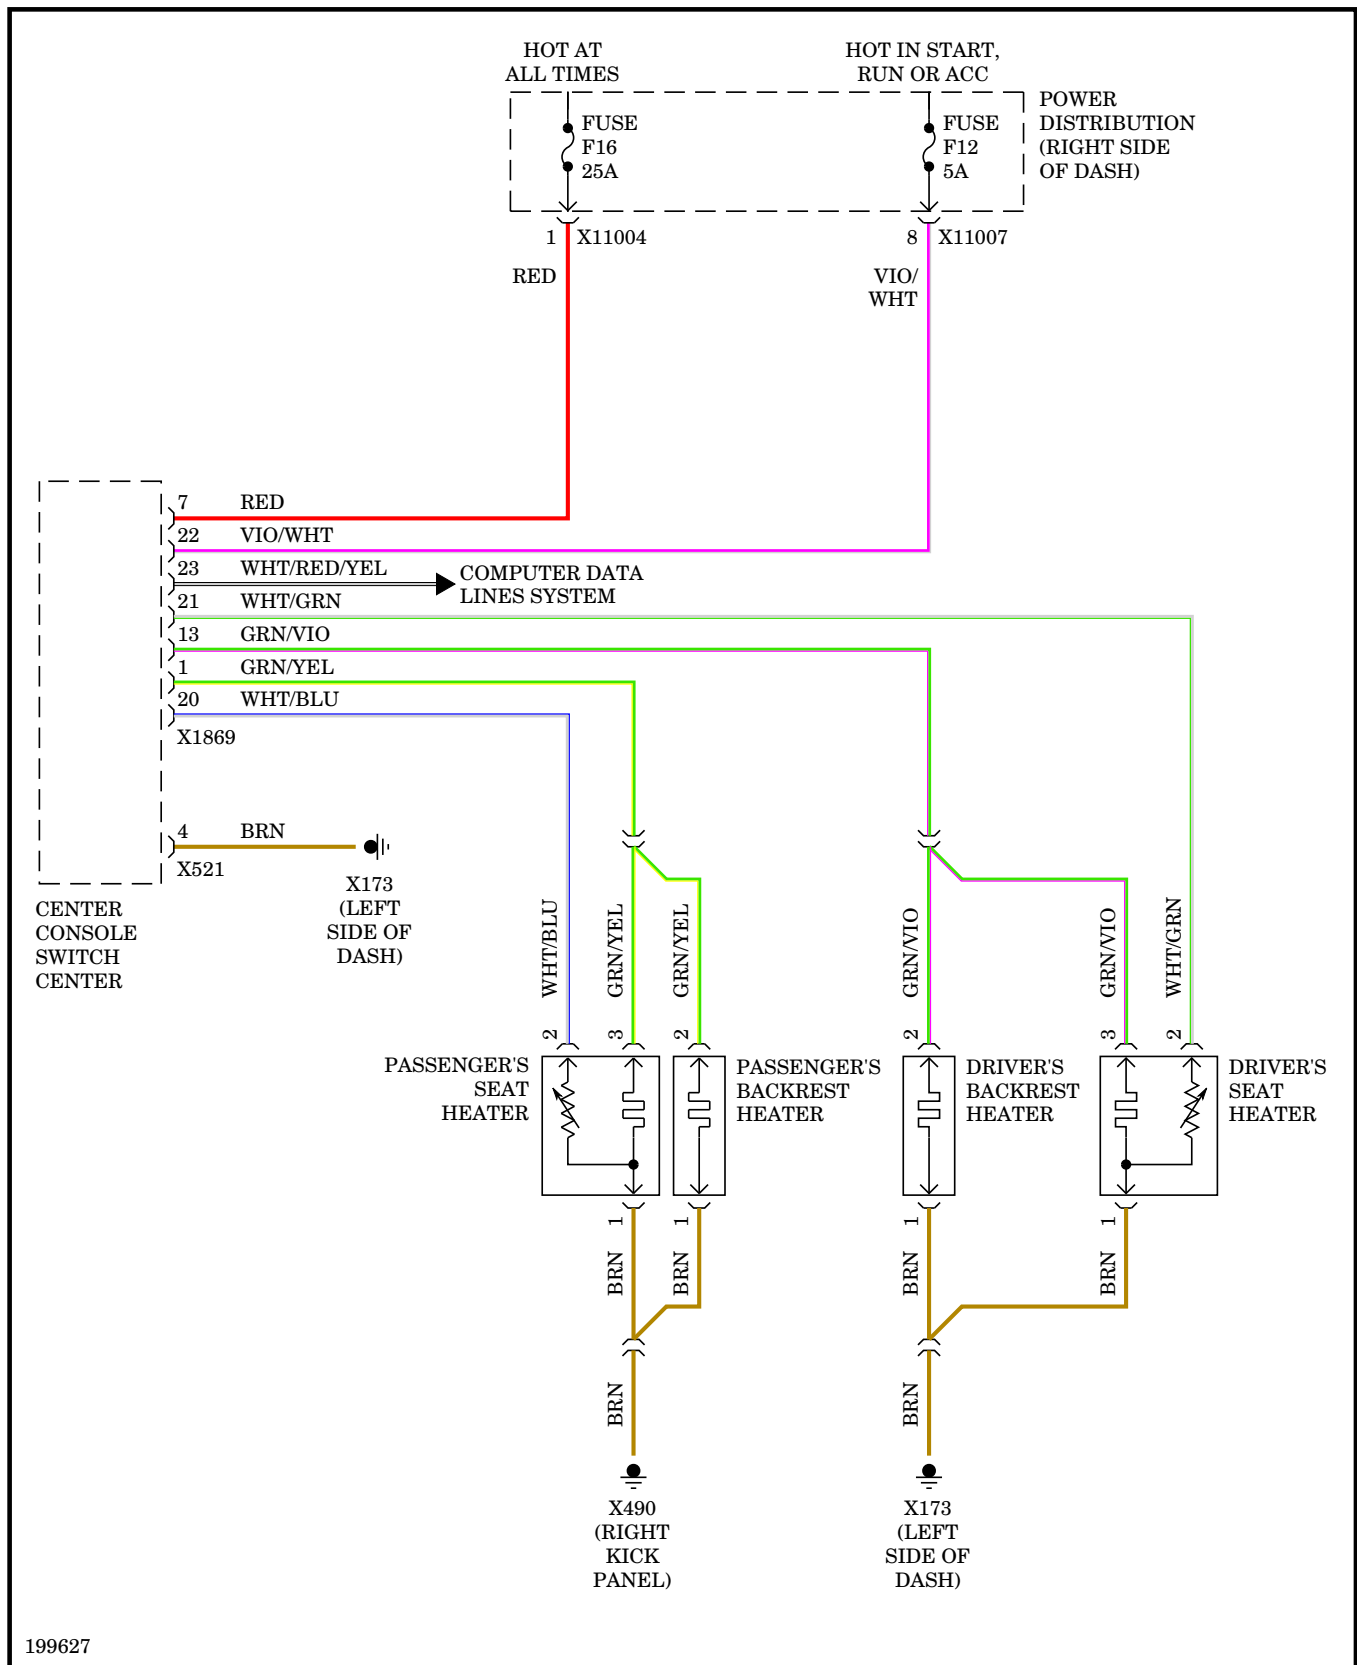 HOT AT
ALL TIMES
HOT IN START,
RUN OR ACC
FUSE
F16
25A
FUSE
F12
5A
POWER
DISTRIBUTION
(RIGHT SIDE
OF DASH)
1 X11004
8 X11007
RED
VIO/
WHT
7 RED
22 VIO/WHT
23 WHT/RED/YEL
COMPUTER DATA
LINES SYSTEM
21 WHT/GRN
13 GRN/VIO
1 GRN/YEL
20 WHT/BLU
X1869
4 BRN
X521
X173
(LEFT
SIDE OF
DASH)
CENTER
CONSOLE
SWITCH
CENTER
WHT/BLU
GRN/YEL
GRN/YEL
GRN/VIO
GRN/VIO
WHT/GRN
2
3
2
2
3
2
PASSENGER'S
SEAT
HEATER
PASSENGER'S
BACKREST
HEATER
DRIVER'S
BACKREST
HEATER
DRIVER'S
SEAT
HEATER
1
1
1
1
BRN
BRN
BRN
BRN
BRN
BRN
X490
(RIGHT
KICK
PANEL)
X173
(LEFT
SIDE OF
DASH)
199627